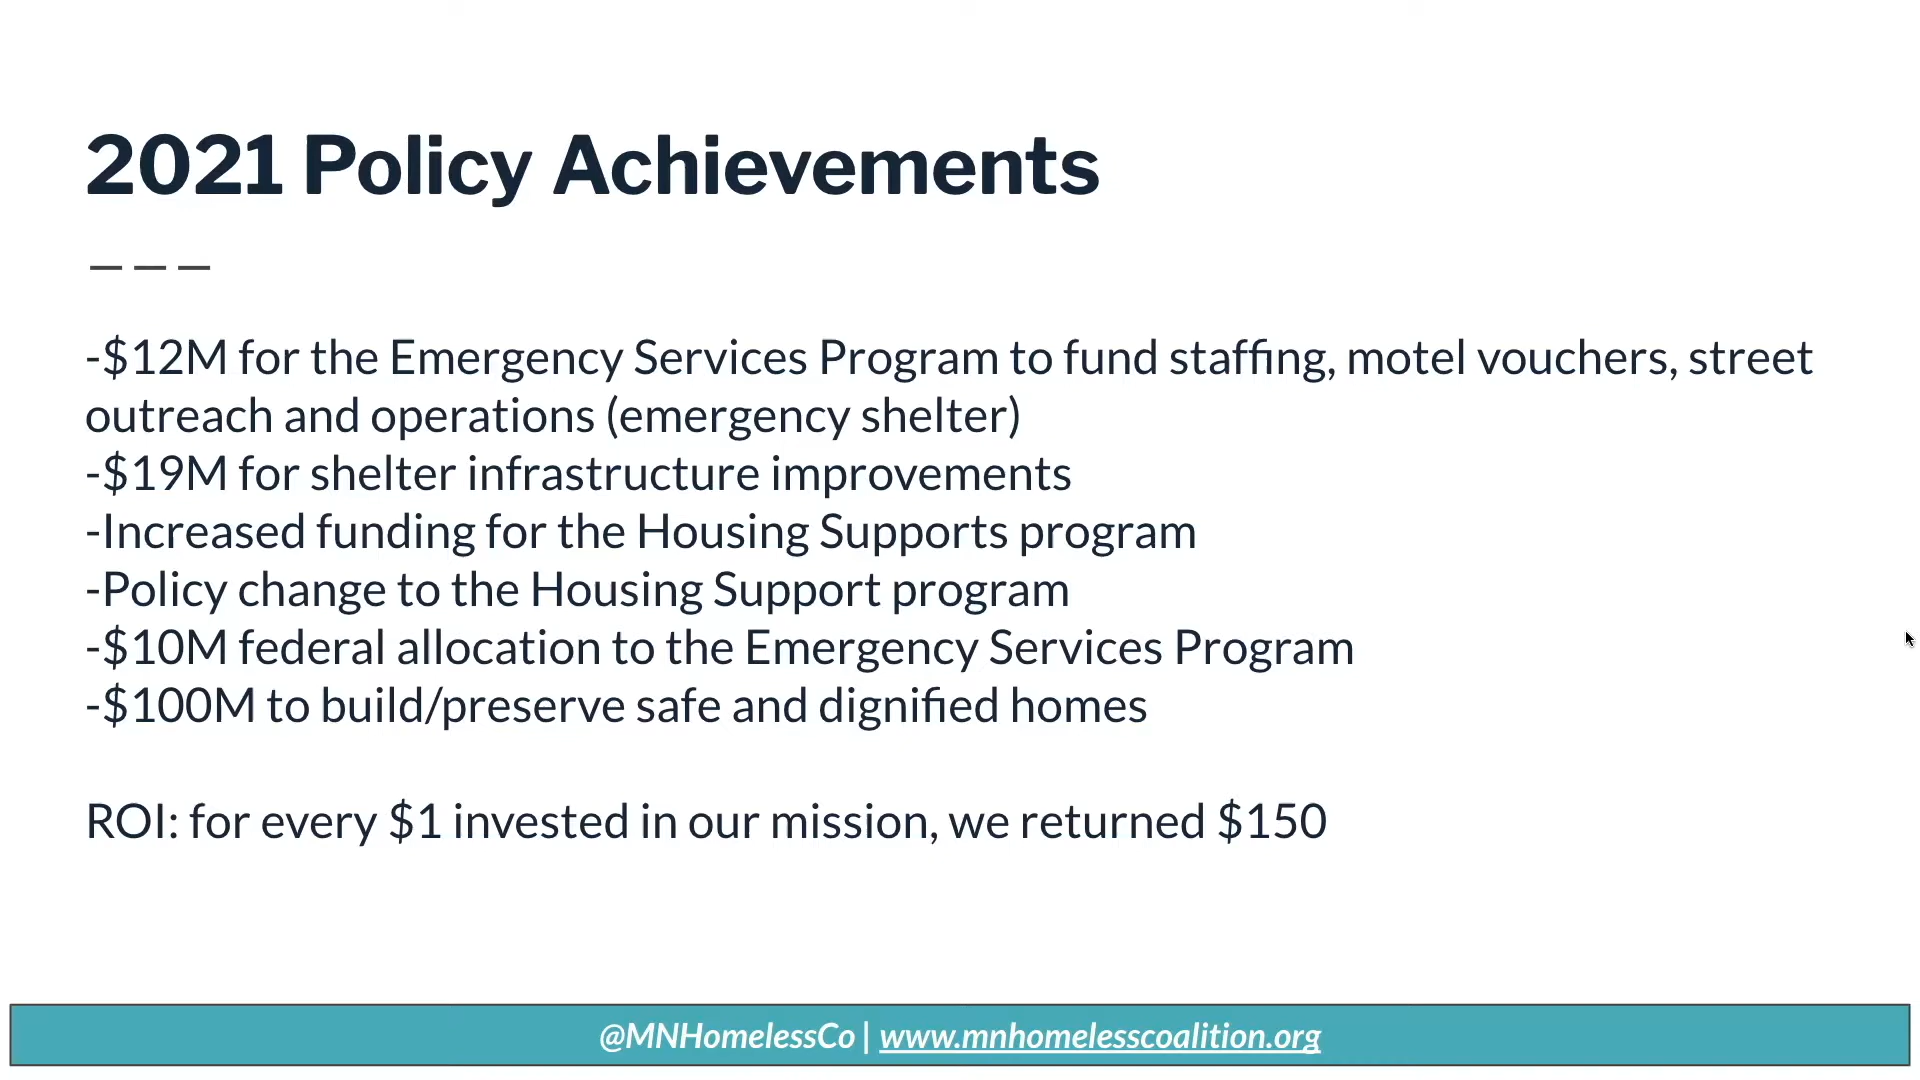 2021 Policy Achievements
-$12M for the Emergency Services Program to fund staffing, motel vouchers, street
outreach and operations (emergency shelter)
-$19M for shelter infrastructure improvements
-Increased funding for the Housing Supports program
-Policy change to the Housing Support program
-$10M federal allocation to the Emergency Services Program
-$100M to build/preserve safe and dignified homes
ROI: for every $1 invested in our mission, we returned $150
@MNHomelessCo | www.mnhomelesscoalition.org